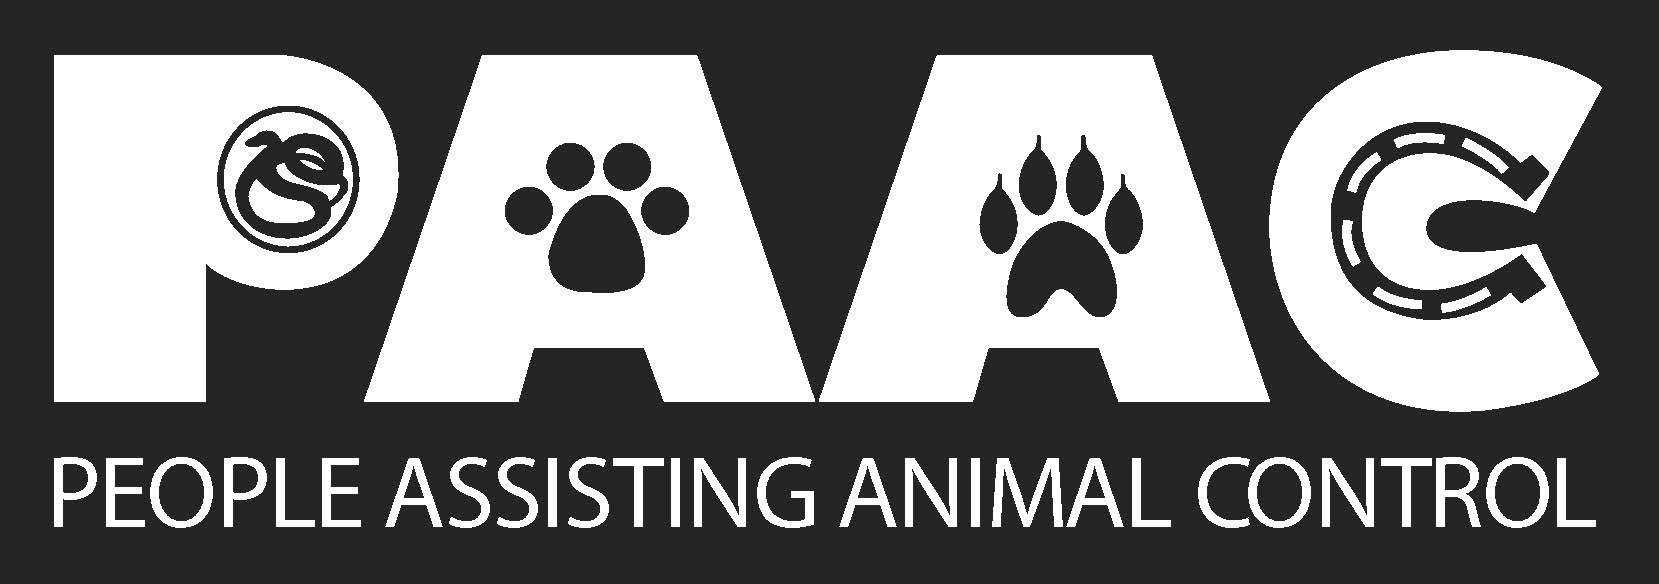 PAAC
PEOPLE ASSISTING ANIMAL CONTROL